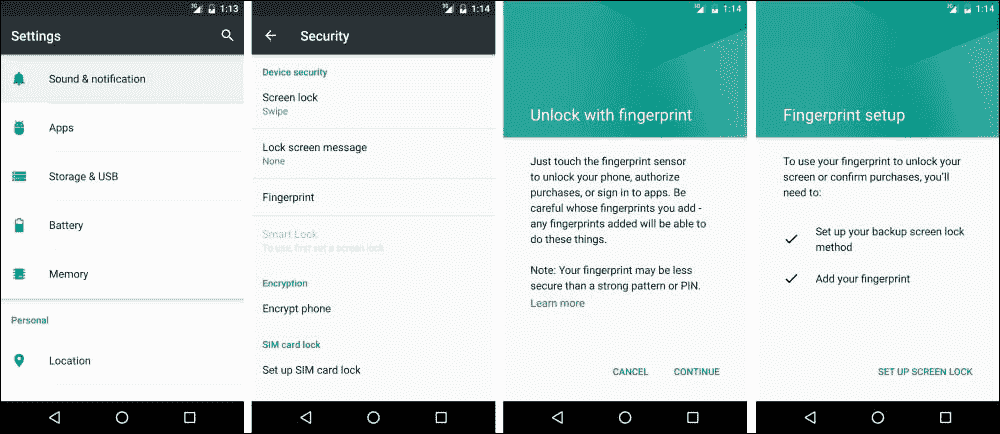 1:13
Settings
Sound & notification
Apps
Storage & USB
Battery
Memory
Personal
Location
1:14
Security
Device security
Screen lock
Swipe
Lock screen message
None
Fingerprint
Smart Lock
To use, first set a screen lock
Encryption
Encrypt phone
SIM card lock
Set up SIM card lock
1:14
Unlock with fingerprint
Just touch the fingerprint sensor
to unlock your phone, authorize
purchases, or sign in to apps. Be
careful whose fingerprints you add -
any fingerprints added will be able to
do these things.
Note: Your fingerprint may be less
secure than a strong pattern or PIN.
Learn more
CANCEL CONTINUE
1:14
Fingerprint setup
To use your fingerprint to unlock your
screen or confirm purchases, you'll
need to:
Set up your backup screen lock
method
Add your fingerprint
SET UP SCREEN LOCK